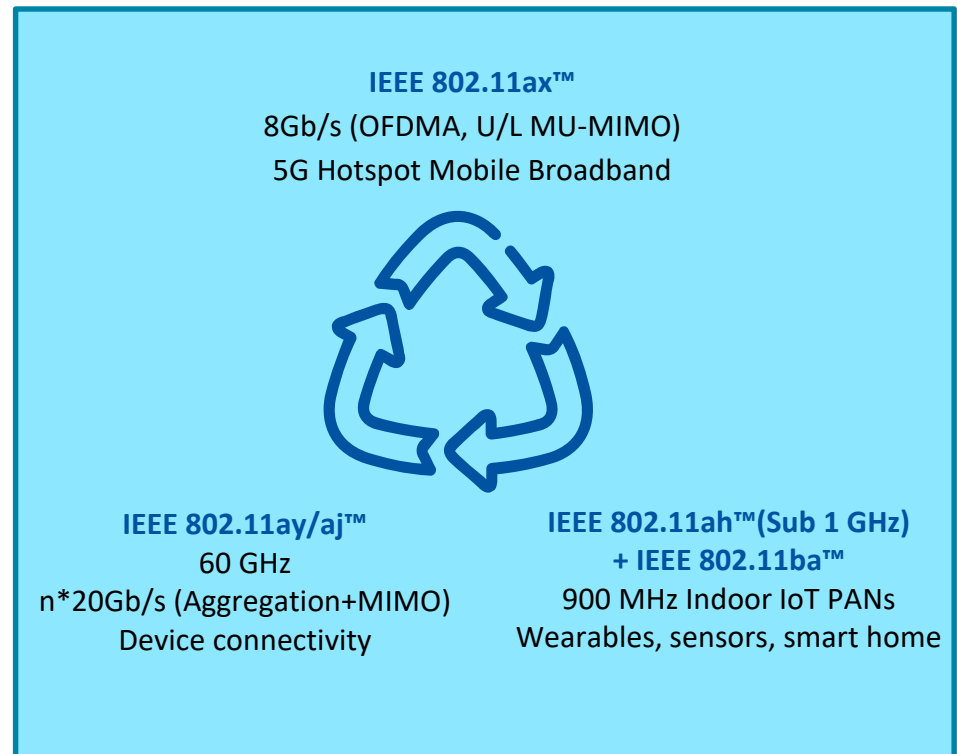 IEEE 802.11ax™
8Gb/s (OFDMA, U/L MU-MIMO)
5G Hotspot Mobile Broadband
IEEE 802.11ay/aj™
60 GHz
n*20Gb/s (Aggregation+MIMO)
Device connectivity
IEEE 802.11ah™(Sub 1 GHz)
+ IEEE 802.11ba™
900 MHz Indoor IoT PANs
Wearables, sensors, smart home